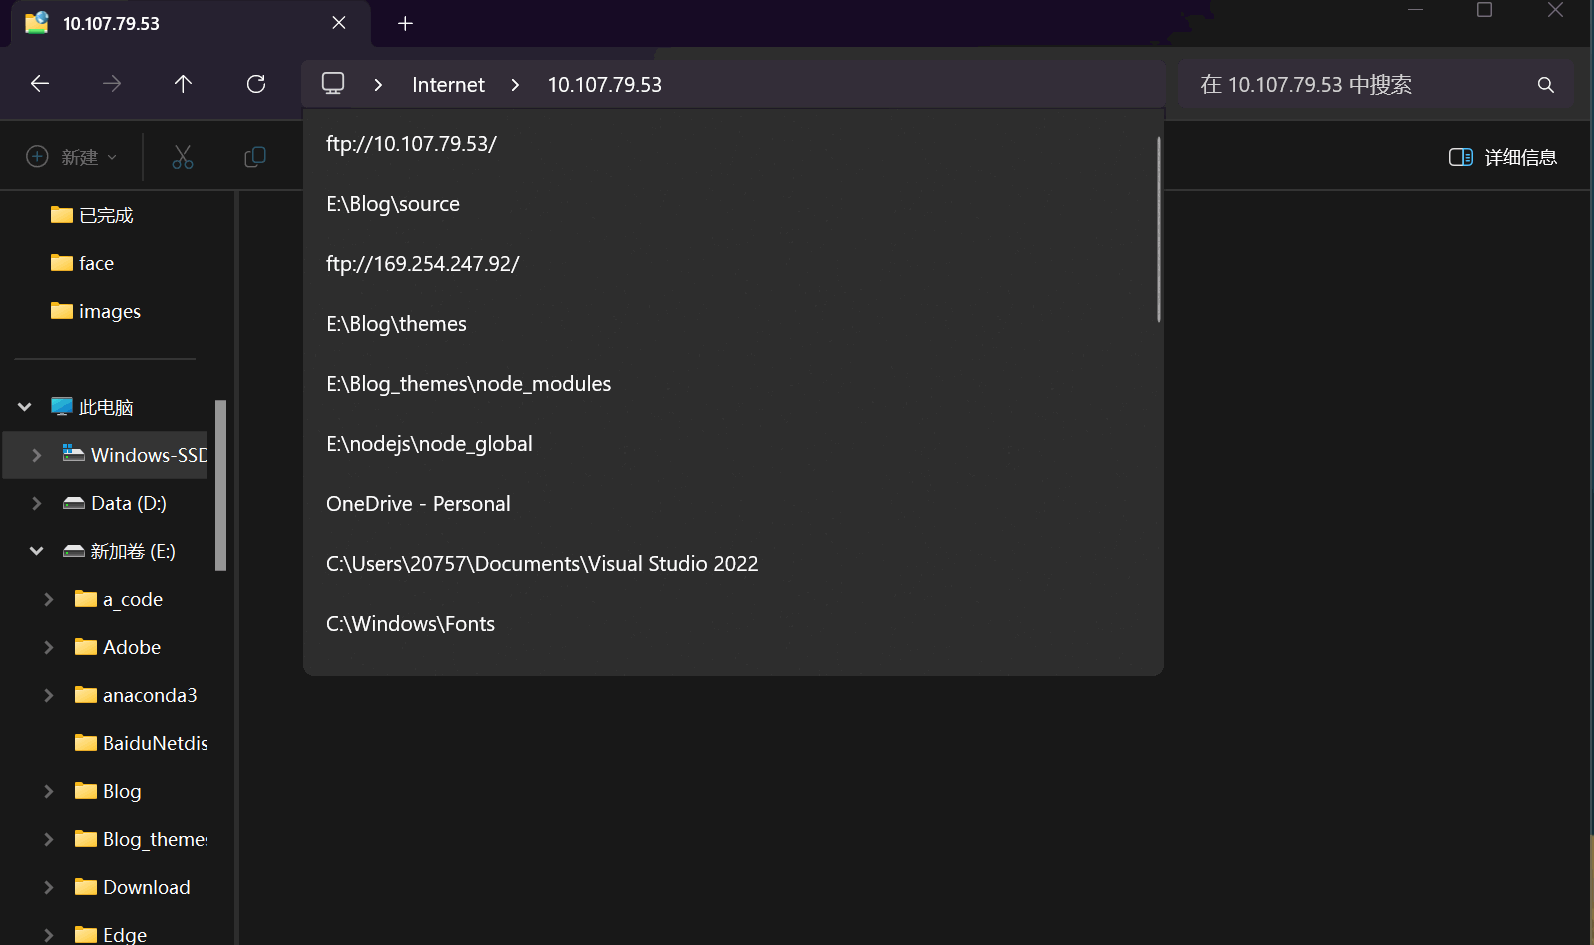 10.107.79.53
Internet
10.107.79.53
在 10.107.79.53 中搜索
新建
详细信息
ftp://10.107.79.53/
E:\Blog\source
ftp://169.254.247.92/
E:\Blog\themes
E:\Blog_themes\node_modules
E:\nodejs\node_global
OneDrive - Personal
C:\Users\20757\Documents\Visual Studio 2022
C:\Windows\Fonts
已完成
face
images
此电脑
Windows-SSD
Data (D:)
新加卷 (E:)
a_code
Adobe
anaconda3
BaiduNetdis
Blog
Blog_themes
Download
Edge